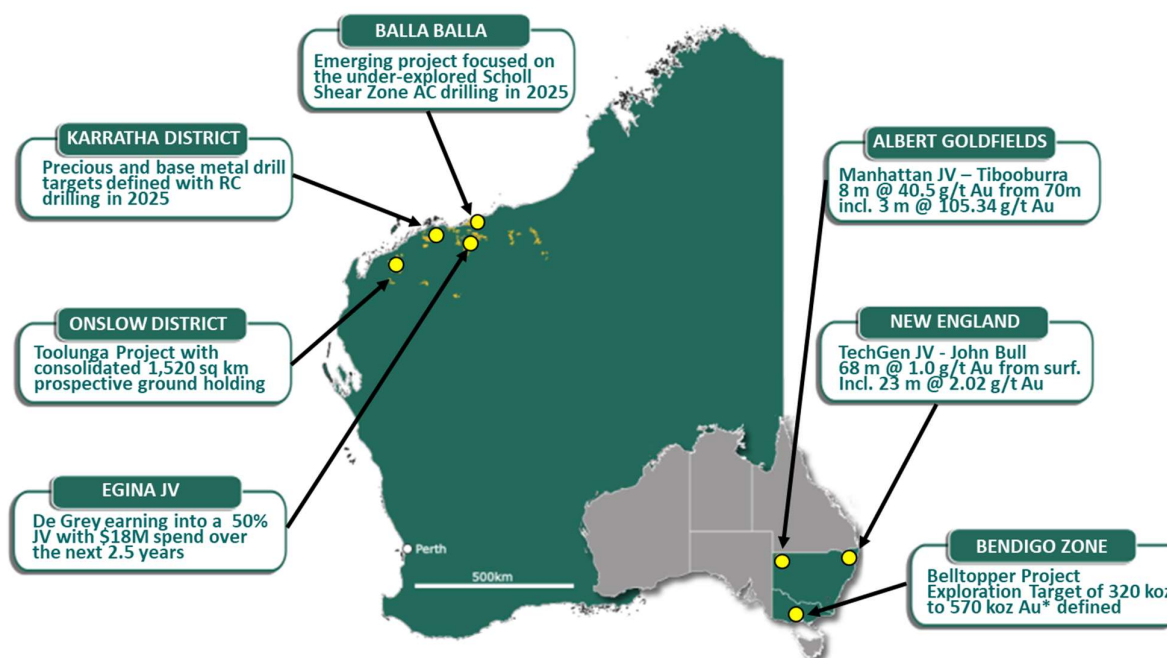 BALLA BALLA
Emerging project focused on
the under-explored Scholl
Shear Zone AC drilling in 2025
KARRATHA DISTRICT
Precious and base metal drill
targets defined with RC
drilling in 2025
ONSLOW DISTRICT
Toolunga Project with
consolidated 1,520 sq km
prospective ground holding
EGINA JV
De Grey earning into a 50%
JV with $18M spend over
the next 2.5 years
Perth
500km
ALBERT GOLDFIELDS
Manhattan JV – Tibooburra
8 m @ 40.5 g/t Au from 70m
incl. 3 m @ 105.34 g/t Au
NEW ENGLAND
TechGen JV - John Bull
68 m @ 1.0 g/t Au from surf.
Incl. 23 m @ 2.02 g/t Au
BENDIGO ZONE
Belltopper Project
Exploration Target of 320 koz
to 570 koz Au* defined